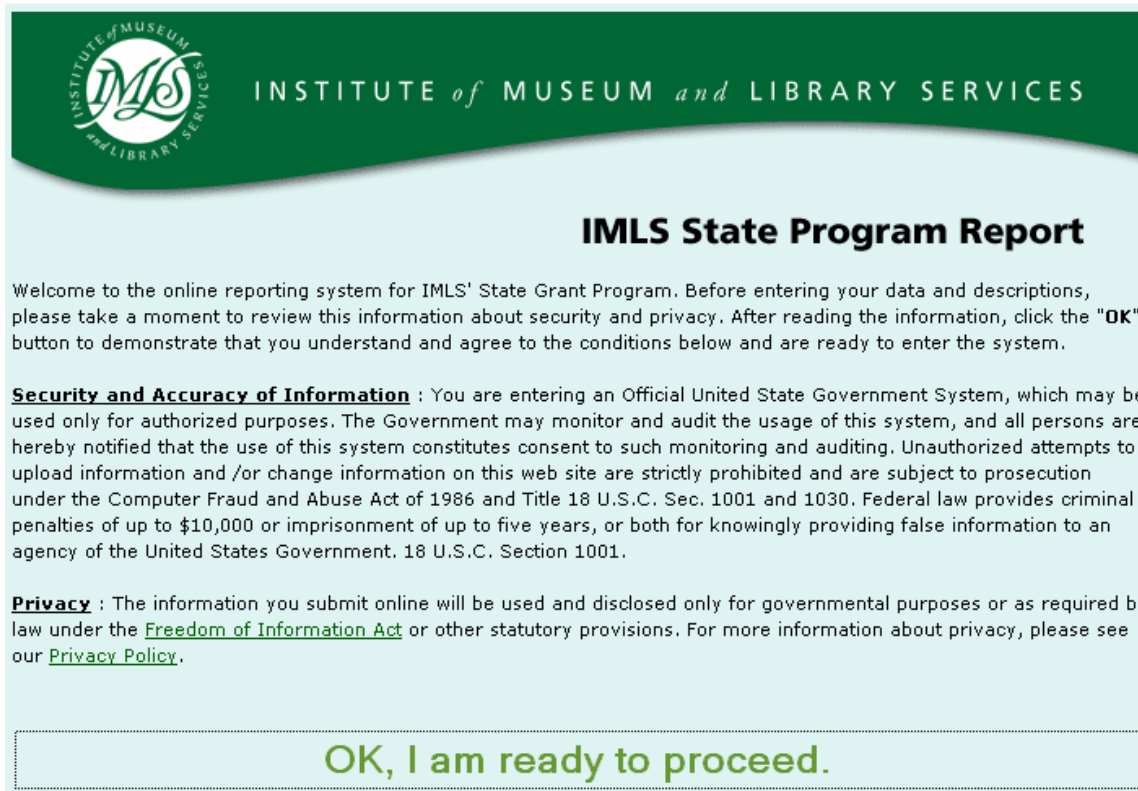 INSTITUTE of MUSEUM and LIBRARY SERVICES
IMLS
INSTITUTE of MUSEUM and LIBRARY SERVICES
IMLS State Program Report
Welcome to the online reporting system for IMLS' State Grant Program. Before entering your data and descriptions,
please take a moment to review this information about security and privacy. After reading the information, click the "OK"
button to demonstrate that you understand and agree to the conditions below and are ready to enter the system.
Security and Accuracy of Information : You are entering an Official United State Government System, which may be
used only for authorized purposes. The Government may monitor and audit the usage of this system, and all persons are
hereby notified that the use of this system constitutes consent to such monitoring and auditing. Unauthorized attempts to
upload information and /or change information on this web site are strictly prohibited and are subject to prosecution
under the Computer Fraud and Abuse Act of 1986 and Title 18 U.S.C. Sec. 1001 and 1030. Federal law provides criminal
penalties of up to $10,000 or imprisonment of up to five years, or both for knowingly providing false information to an
agency of the United States Government. 18 U.S.C. Section 1001.
Privacy : The information you submit online will be used and disclosed only for governmental purposes or as required b
law under the Freedom of Information Act or other statutory provisions. For more information about privacy, please see
our Privacy Policy.
OK, I am ready to proceed.